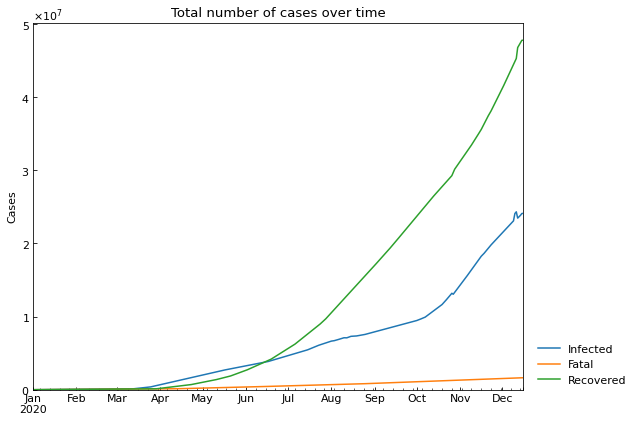 Total number of cases over time
×10⁷
5
4
3
2
1
0
Cases
Jan Feb Mar Apr May Jun Jul Aug Sep Oct Nov Dec
2020
Infected
Fatal
Recovered